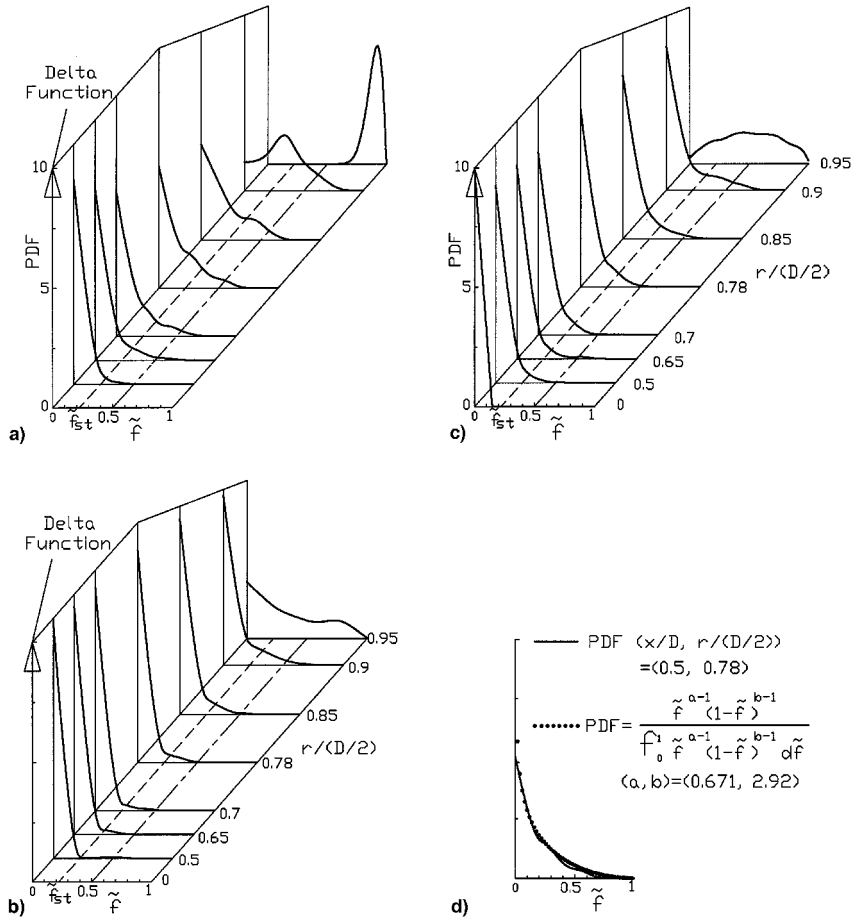 Delta
Function
10
PDF
5
0
0 f̃st 0.5 f̃ 1
a)
10
PDF
5
0
0 f̃st 0.5 f̃ 1
0
0.5
0.65
0.7
0.78
0.85
0.9
0.95
r/(D/2)
c)
Delta
Function
0 f̃st 0.5 f̃ 1
0
0.5
0.65
0.7
0.78
0.85
0.9
0.95
r/(D/2)
b)
PDF (x/D, r/(D/2))
=(0.5, 0.78)
f̃ a-1 (1-f̃) b-1
PDF=
∫ 1 0 f̃ a-1 (1-f̃) b-1 df̃
(a,b)=(0.671, 2.92)
0 0.5 f̃ 1
d)